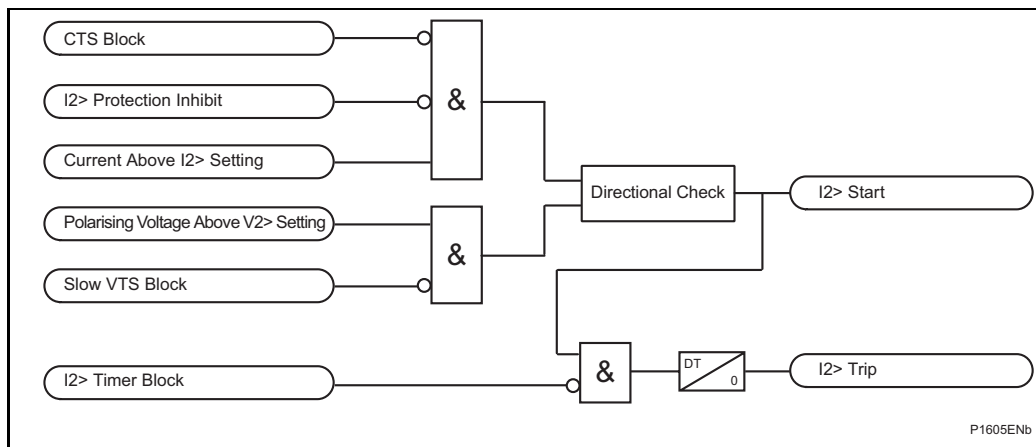 CTS Block
I2> Protection Inhibit
&
Current Above I2> Setting
Directional Check
I2> Start
Polarising Voltage Above V2> Setting
&
Slow VTS Block
I2> Timer Block
&
DT
0
I2> Trip
P1605ENb